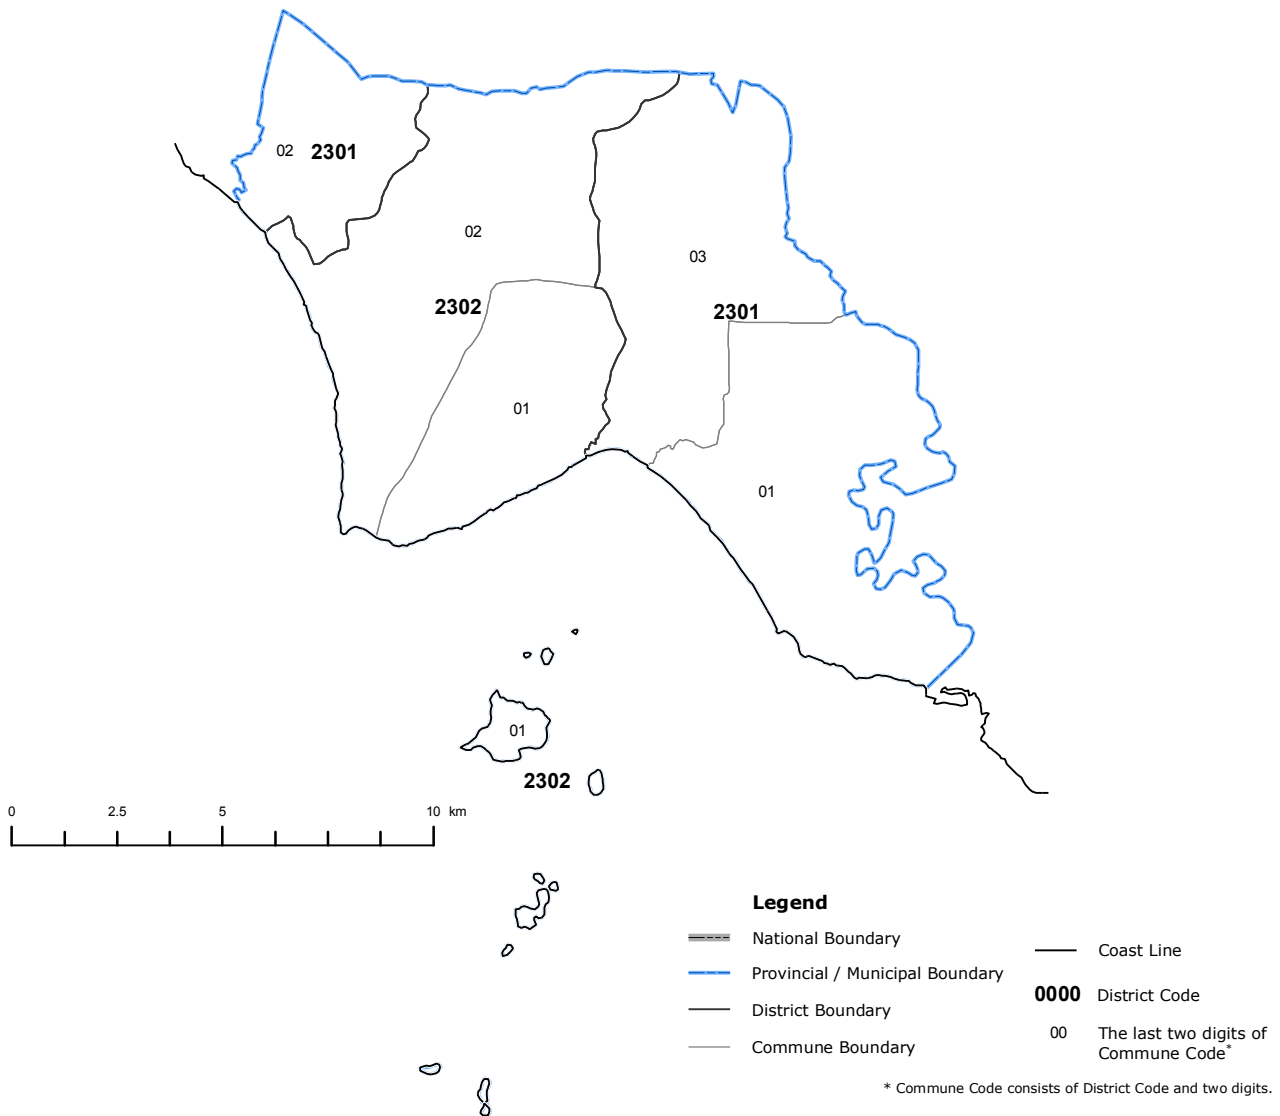 02 2301
02
03
2302
2301
01
01
01
2302
0 2.5 5 10 km
Legend
National Boundary
Provincial / Municipal Boundary
District Boundary
Commune Boundary
Coast Line
0000 District Code
00 The last two digits of
Commune Code*
* Commune Code consists of District Code and two digits.